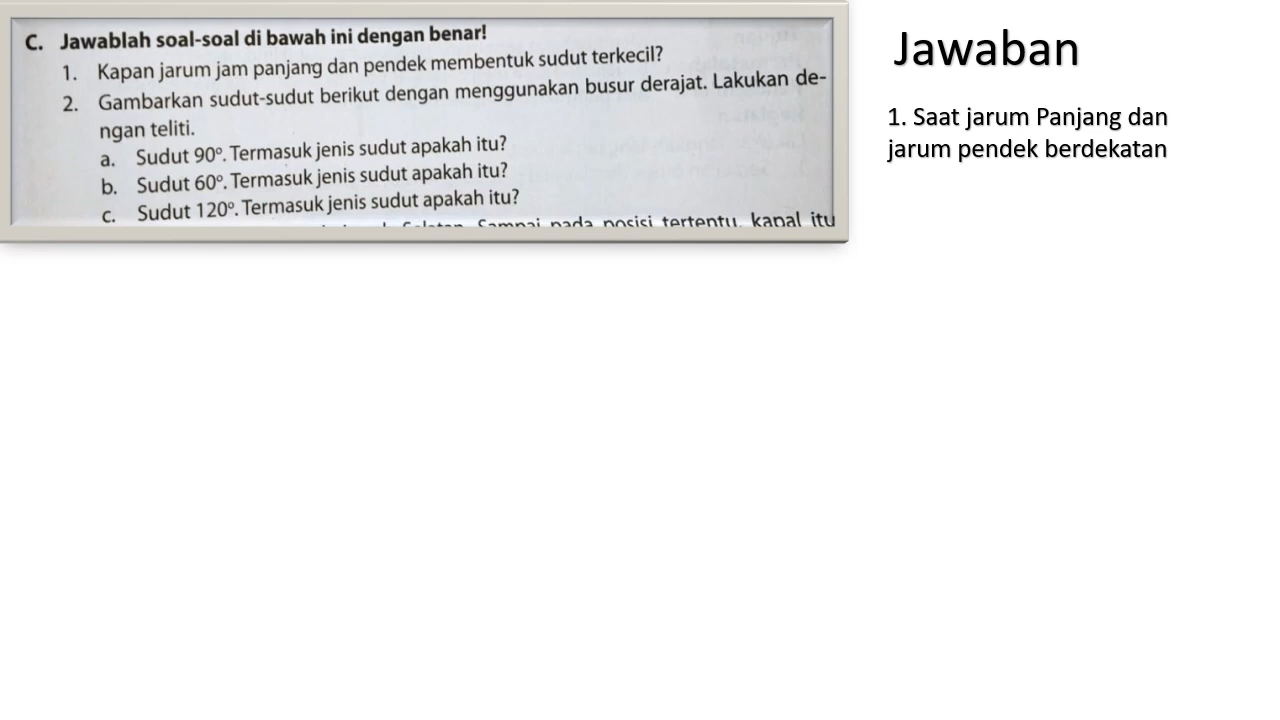 C. Jawablah soal-soal di bawah ini dengan benar!
1. Kapan jarum jam panjang dan pendek membentuk sudut terkecil?
2. Gambarkan sudut-sudut berikut dengan menggunakan busur derajat. Lakukan de-
ngan teliti.
a. Sudut 90°. Termasuk jenis sudut apakah itu?
b. Sudut 60°. Termasuk jenis sudut apakah itu?
c. Sudut 120°. Termasuk jenis sudut apakah itu?
Selatan. Sampai pada posisi tertentu, kapal itu
Jawaban
1. Saat jarum Panjang dan
jarum pendek berdekatan